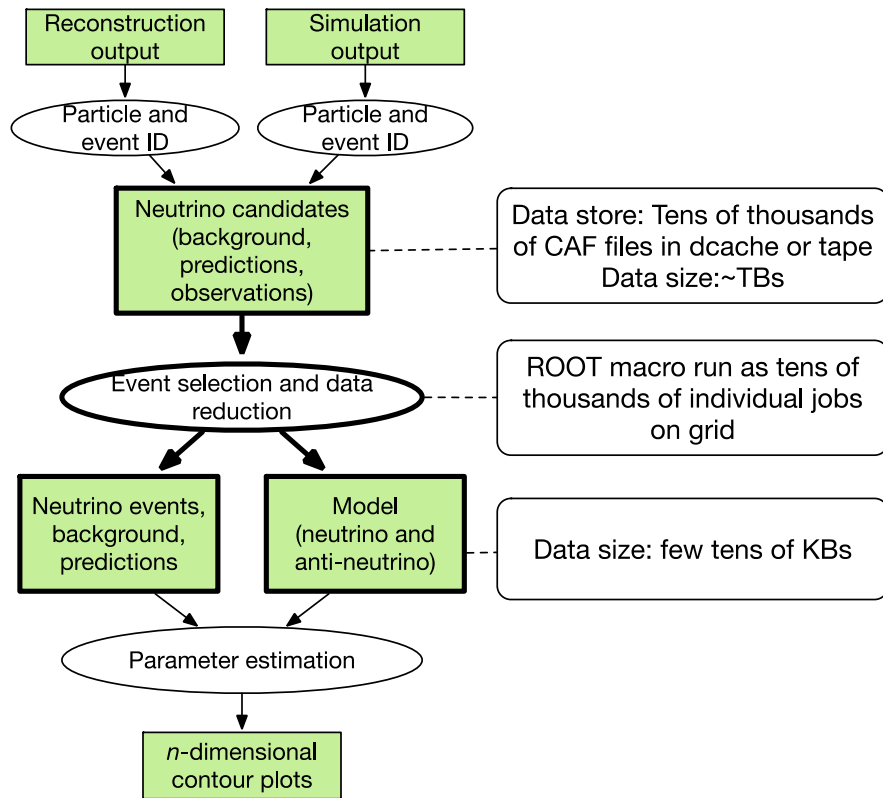 Reconstruction
output
Simulation
output
Particle and
event ID
Particle and
event ID
Neutrino candidates
(background,
predictions,
observations)
Data store: Tens of thousands
of CAF files in dcache or tape
Data size:~TBs
Event selection and data
reduction
ROOT macro run as tens of
thousands of individual jobs
on grid
Neutrino events,
background,
predictions
Model
(neutrino and
anti-neutrino)
Data size: few tens of KBs
Parameter estimation
n-dimensional
contour plots